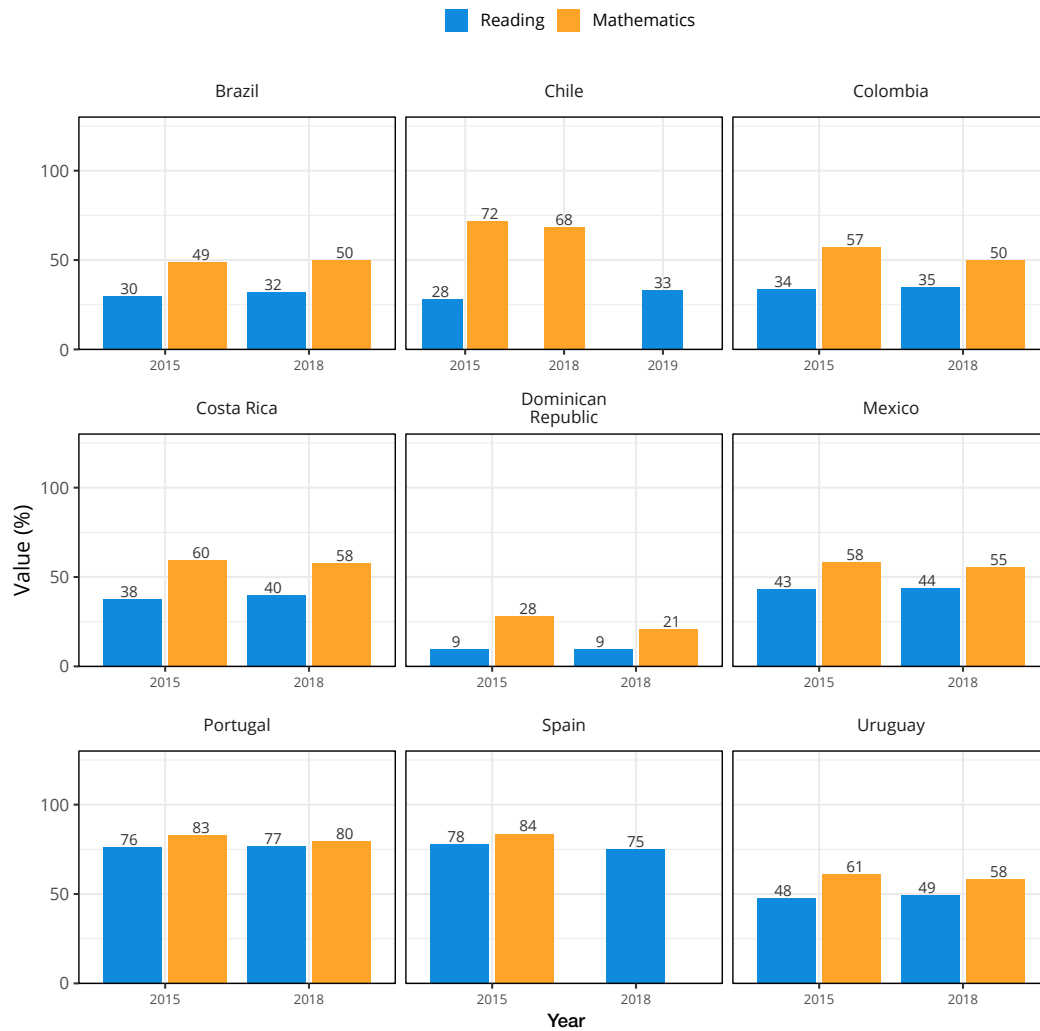 Reading Mathematics
Brazil Chile Colombia
100
50
0
30 49 32 50
28 72 68 33
34 57 35 50
2015 2018
2015 2018 2019
2015 2018
Costa Rica Dominican Republic Mexico
Value (%)
100
50
0
38 60 40 58
9 28 9 21
43 58 44 55
2015 2018
2015 2018
2015 2018
Portugal Spain Uruguay
100
50
0
76 83 77 80
78 84 75
48 61 49 58
2015 2018
2015 2018
2015 2018
Year